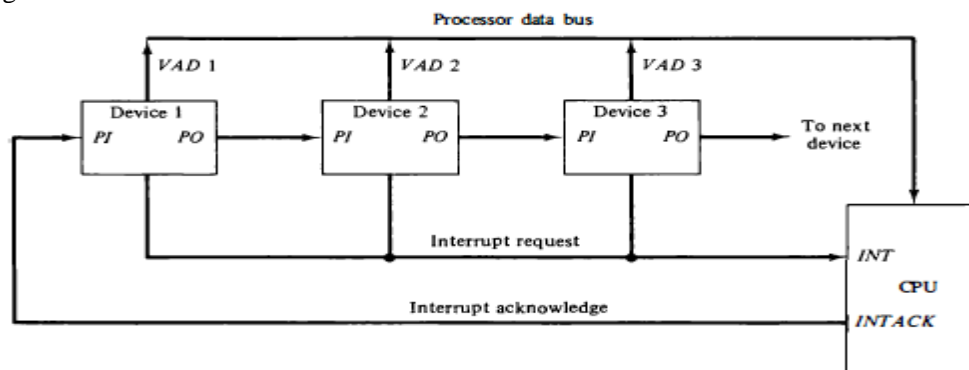 Processor data bus
VAD 1
VAD 2
VAD 3
Device 1
PI PO
Device 2
PI PO
Device 3
PI PO
To next
device
Interrupt request
INT
CPU
Interrupt acknowledge
INTACK